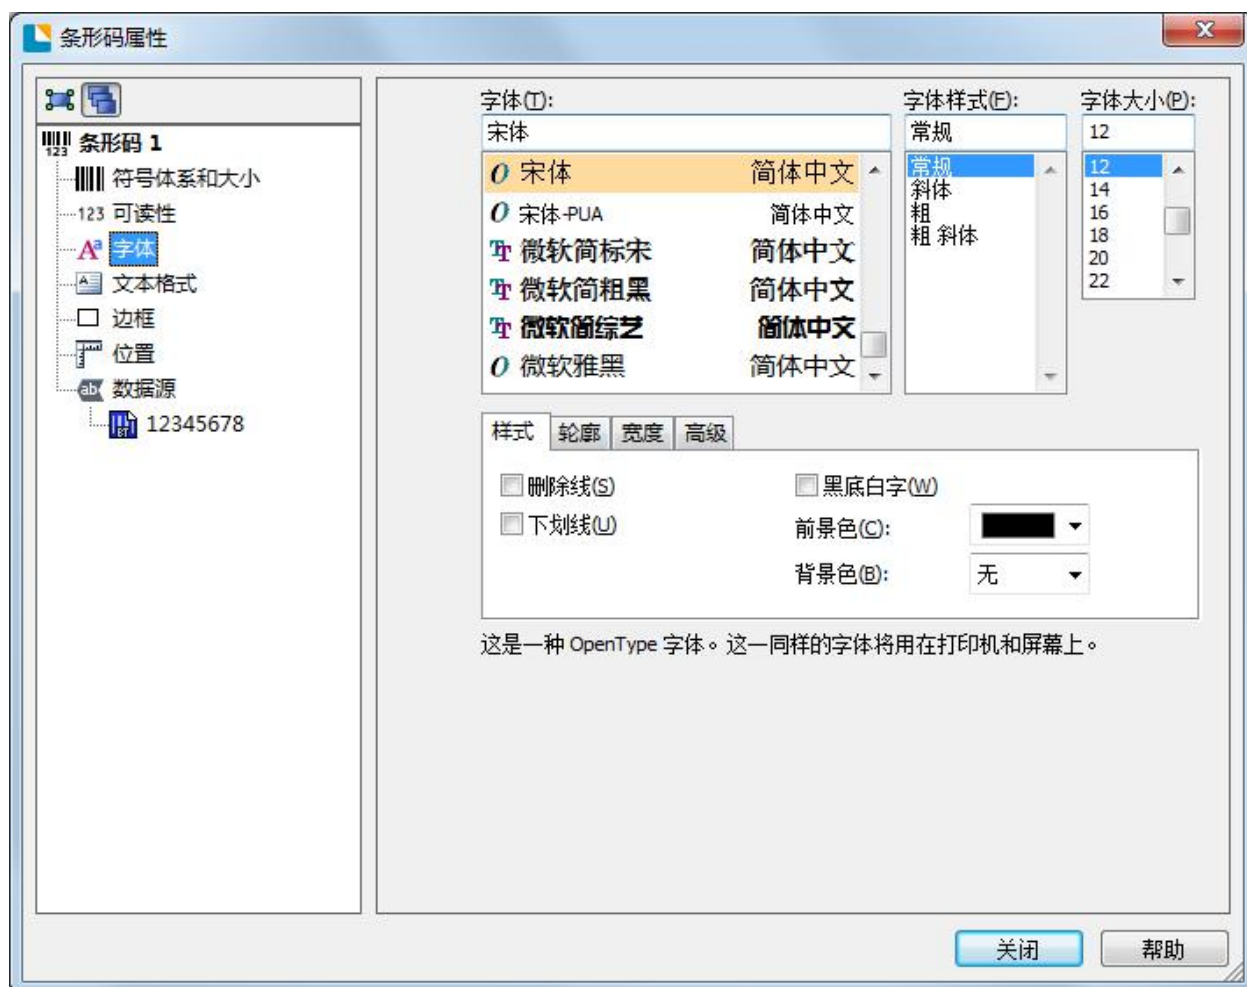 条形码属性
条形码 1
符号体系和大小
123 可读性
字体
文本格式
边框
位置
数据源
12345678
字体(T):
宋体
宋体 简体中文
宋体-PUA 简体中文
微软简标宋 简体中文
微软简粗黑 简体中文
微软简综艺 简体中文
微软雅黑 简体中文
字体样式(F):
常规
常规
斜体
粗
粗 斜体
字体大小(P):
12
12
14
16
18
20
22
样式 轮廓 宽度 高级
删除线(S)
下划线(U)
黑底白字(W)
前景色(C):
背景色(B): 无
这是一种 OpenType 字体。这一同样的字体将用在打印机和屏幕上。
关闭 帮助